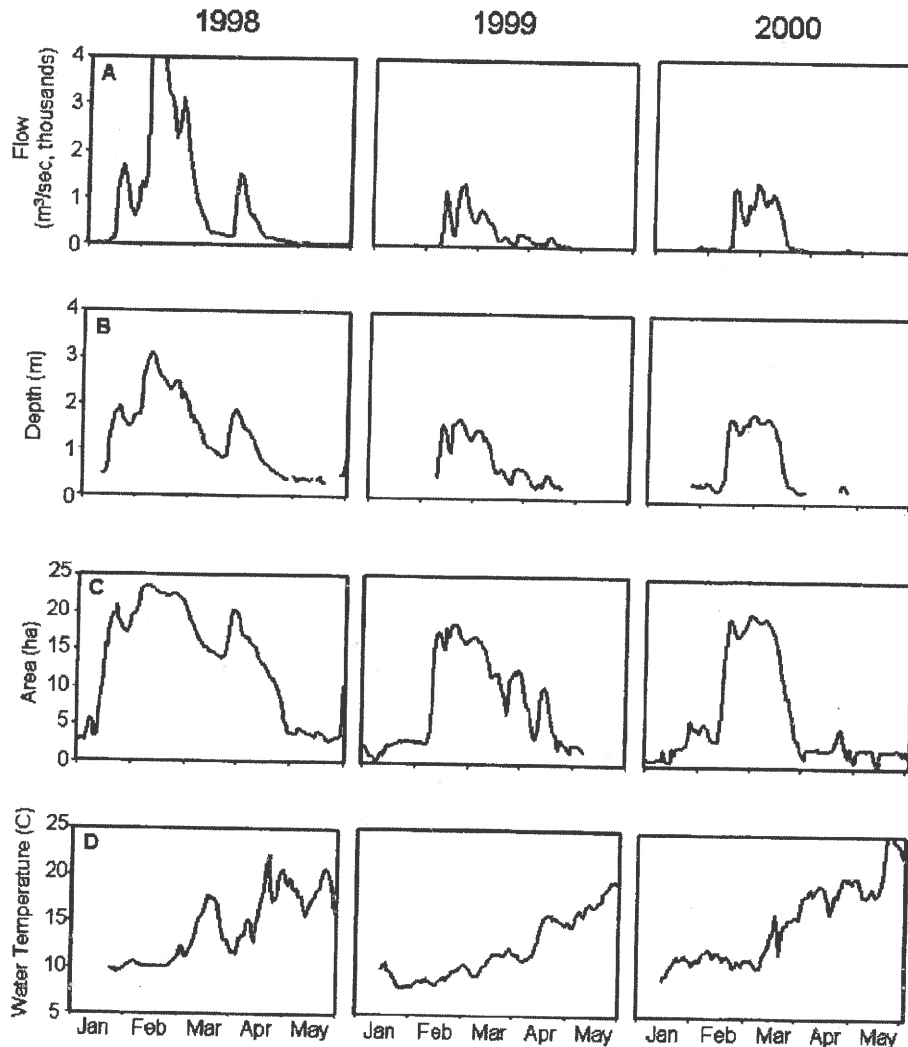 1998 1999 2000
A
Flow
(m³/sec, thousands)
4
3
2
1
0
B
Depth (m)
4
3
2
1
0
C
Area (ha)
25
20
15
10
5
0
D
Water Temperature (C)
25
20
15
10
5
Jan Feb Mar Apr May Jan Feb Mar Apr May Jan Feb Mar Apr May